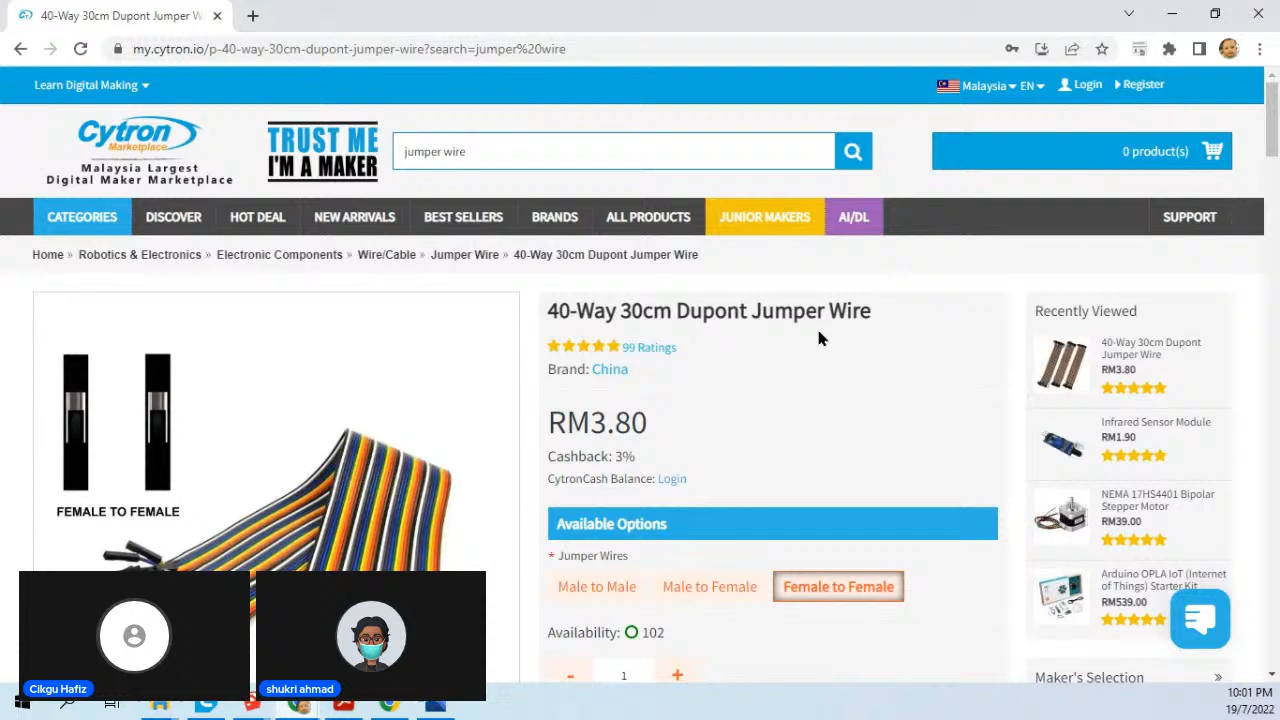 40-Way 30cm Dupont Jumper W
my.cytron.io/p-40-way-30cm-dupont-jumper-wire?search=jumper%20wire
Learn Digital Making
Malaysia EN Login Register
Cytron
Marketplace
Malaysia Largest
Digital Maker Marketplace
TRUST ME
I'M A MAKER
jumper wire
0 product(s)
CATEGORIES DISCOVER HOT DEAL NEW ARRIVALS BEST SELLERS BRANDS ALL PRODUCTS JUNIOR MAKERS AI/DL SUPPORT
Home » Robotics & Electronics » Electronic Components » Wire/Cable » Jumper Wire » 40-Way 30cm Dupont Jumper Wire
FEMALE TO FEMALE
40-Way 30cm Dupont Jumper Wire
99 Ratings
Brand: China
RM3.80
Cashback: 3%
CytronCash Balance: Login
Available Options
* Jumper Wires
Male to Male Male to Female Female to Female
Availability: 102
- 1 +
Recently Viewed
40-Way 30cm Dupont
Jumper Wire
RM3.80
Infrared Sensor Module
RM1.90
NEMA 17HS4401 Bipolar
Stepper Motor
RM39.00
Arduino OPLA IoT (Internet
of Things) Starter Kit
RM539.00
Maker's Selection »
Cikgu Hafiz
shukri ahmad
10:01 PM
19/7/2022